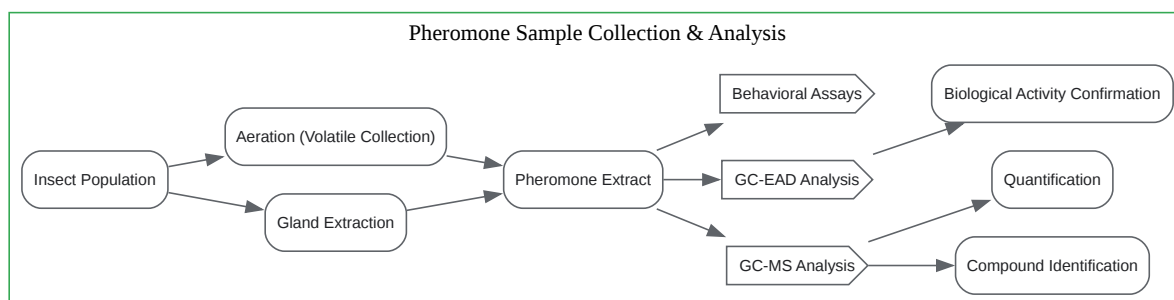 Pheromone Sample Collection & Analysis
Insect Population
Aeration (Volatile Collection)
Gland Extraction
Pheromone Extract
Behavioral Assays
GC-EAD Analysis
GC-MS Analysis
Biological Activity Confirmation
Quantification
Compound Identification